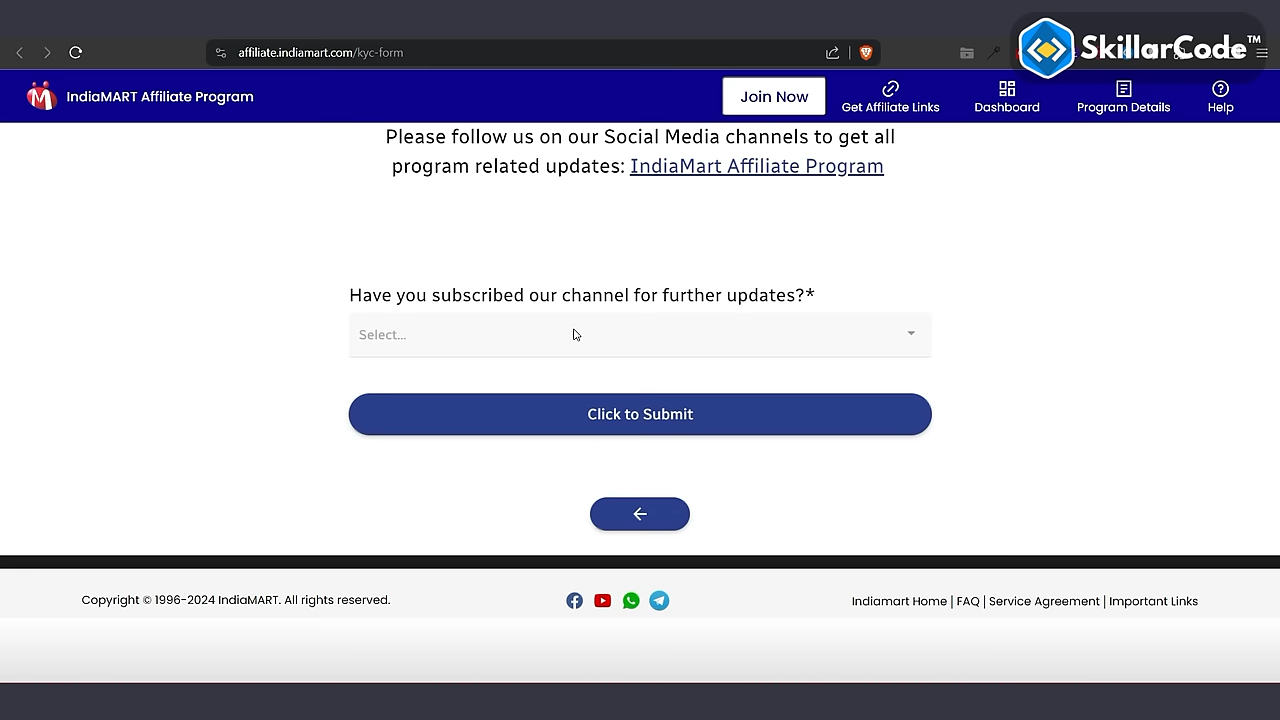 affiliate.indiamart.com/kyc-form
SkillarCode™
IndiaMART Affiliate Program
Join Now
Get Affiliate Links
Dashboard
Program Details
Help
Please follow us on our Social Media channels to get all
program related updates: IndiaMart Affiliate Program
Have you subscribed our channel for further updates?*
Select...
Click to Submit
Copyright © 1996-2024 IndiaMART. All rights reserved.
Indiamart Home | FAQ | Service Agreement | Important Links